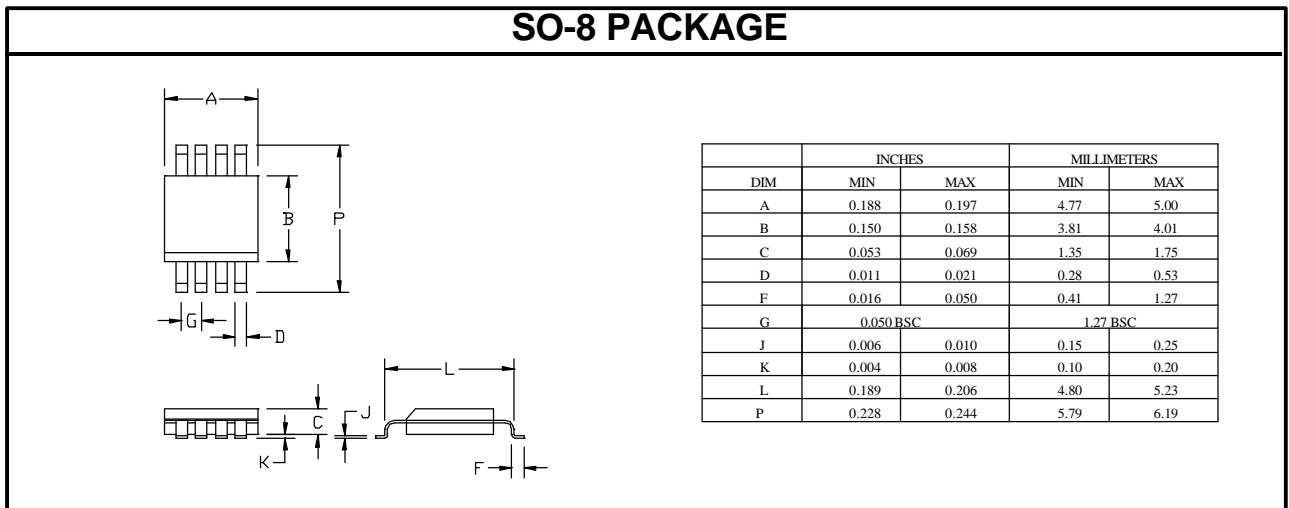 SO-8 PACKAGE
A
B
P
G
D
L
J
C
K
F
INCHES MILLIMETERS
DIM MIN MAX MIN MAX
A 0.188 0.197 4.77 5.00
B 0.150 0.158 3.81 4.01
C 0.053 0.069 1.35 1.75
D 0.011 0.021 0.28 0.53
F 0.016 0.050 0.41 1.27
G 0.050 BSC 1.27 BSC
J 0.006 0.010 0.15 0.25
K 0.004 0.008 0.10 0.20
L 0.189 0.206 4.80 5.23
P 0.228 0.244 5.79 6.19